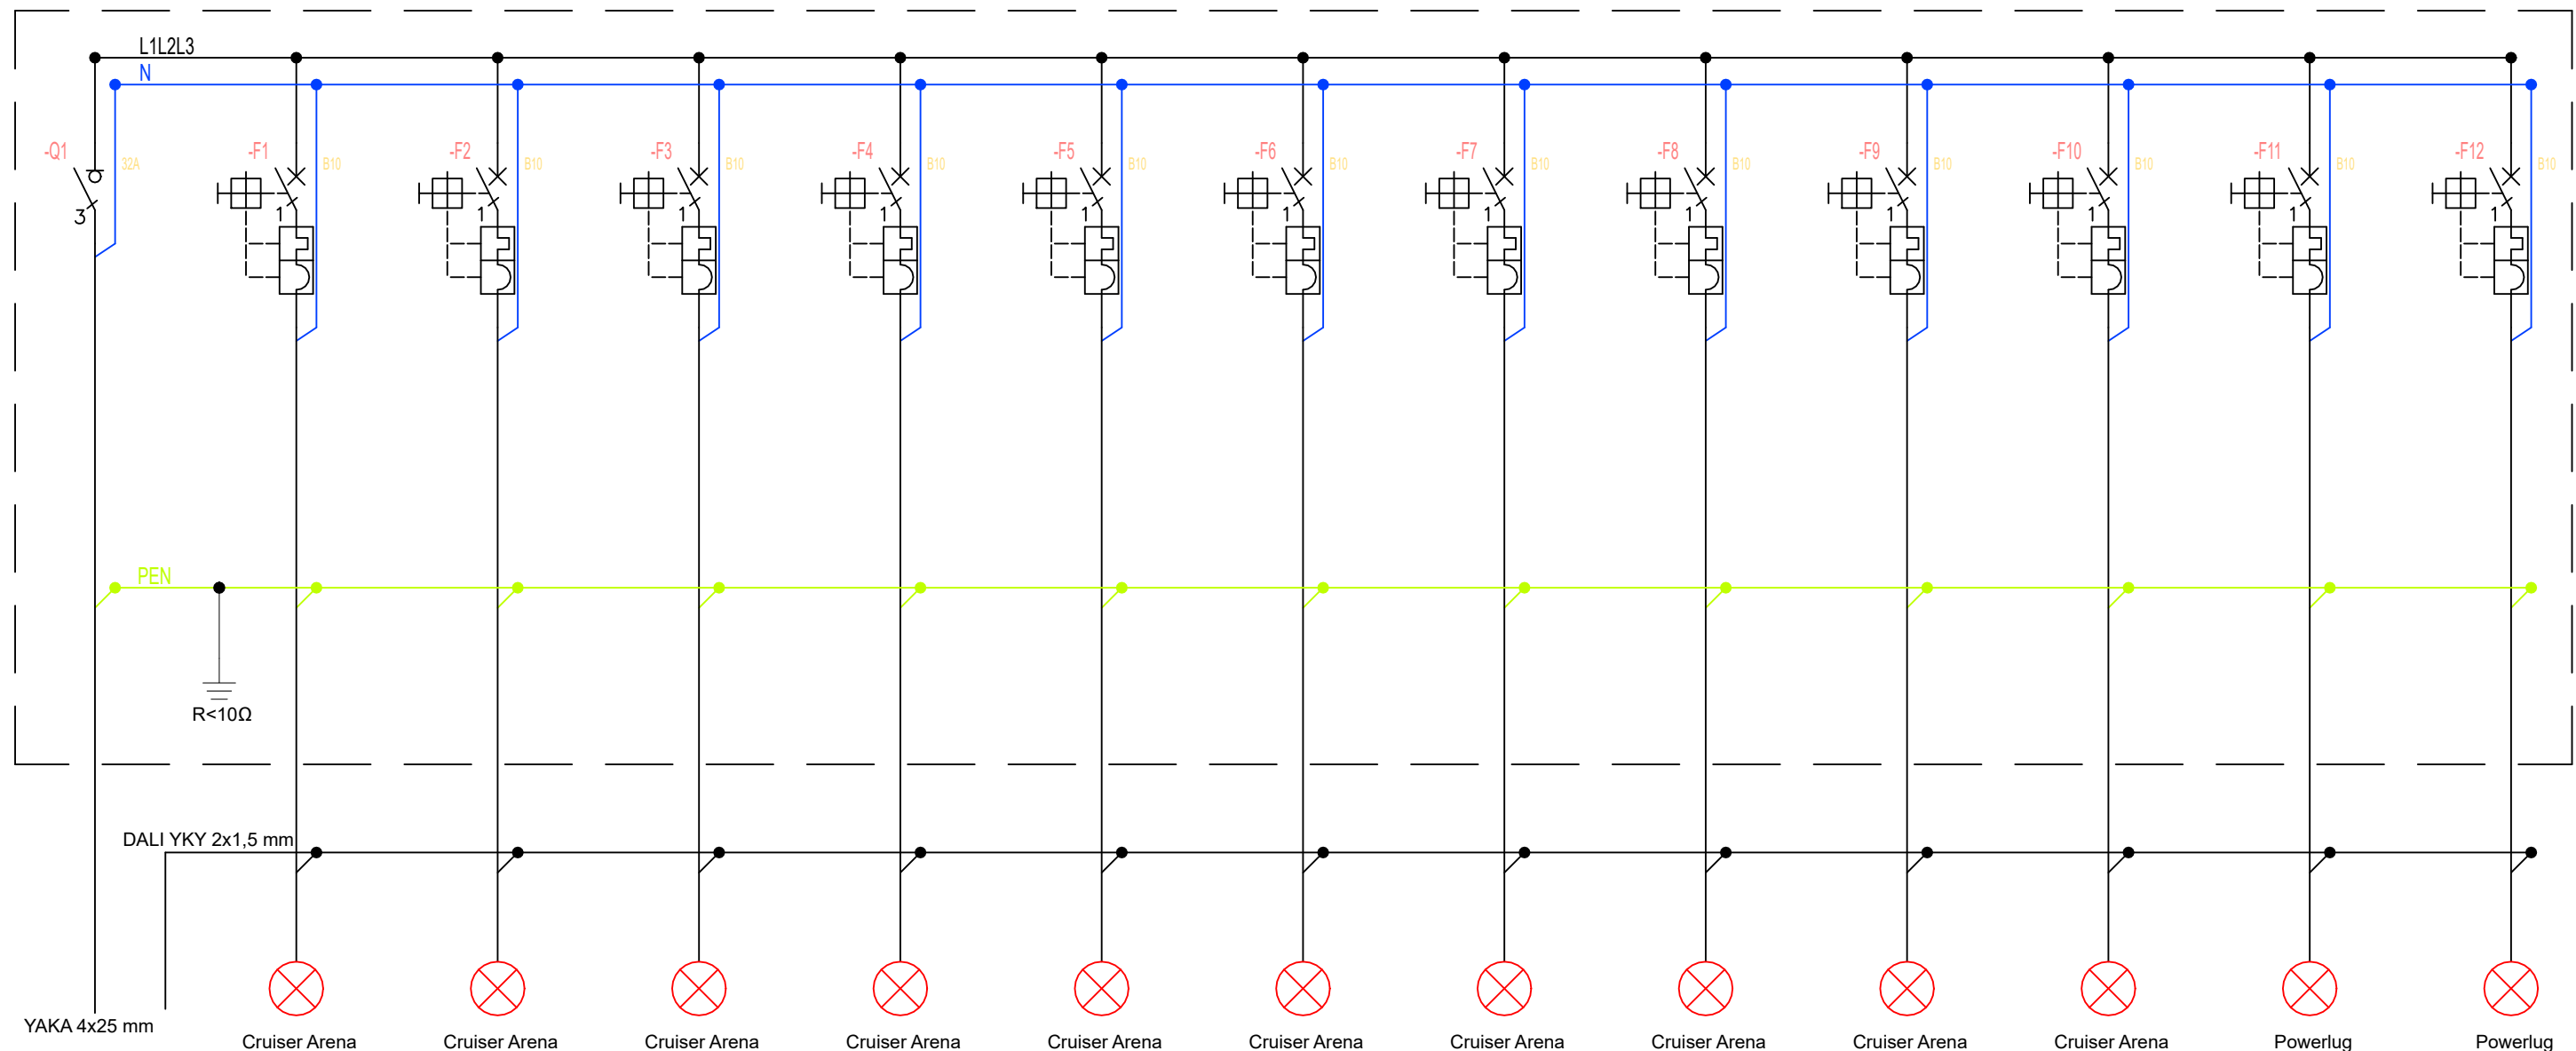 L1L2L3
N
-Q1 32A -F1 B10 -F2 B10 -F3 B10 -F4 B10 -F5 B10 -F6 B10 -F7 B10 -F8 B10 -F9 B10 -F10 B10 -F11 B10 -F12 B10
3 1 1 1 1 1 1 1 1 1 1 1 1
PEN
R<10Ω
DALI YKY 2x1,5 mm
YAKA 4x25 mm
Cruiser Arena Cruiser Arena Cruiser Arena Cruiser Arena Cruiser Arena Cruiser Arena Cruiser Arena Cruiser Arena Cruiser Arena Cruiser Arena Powerlug Powerlug